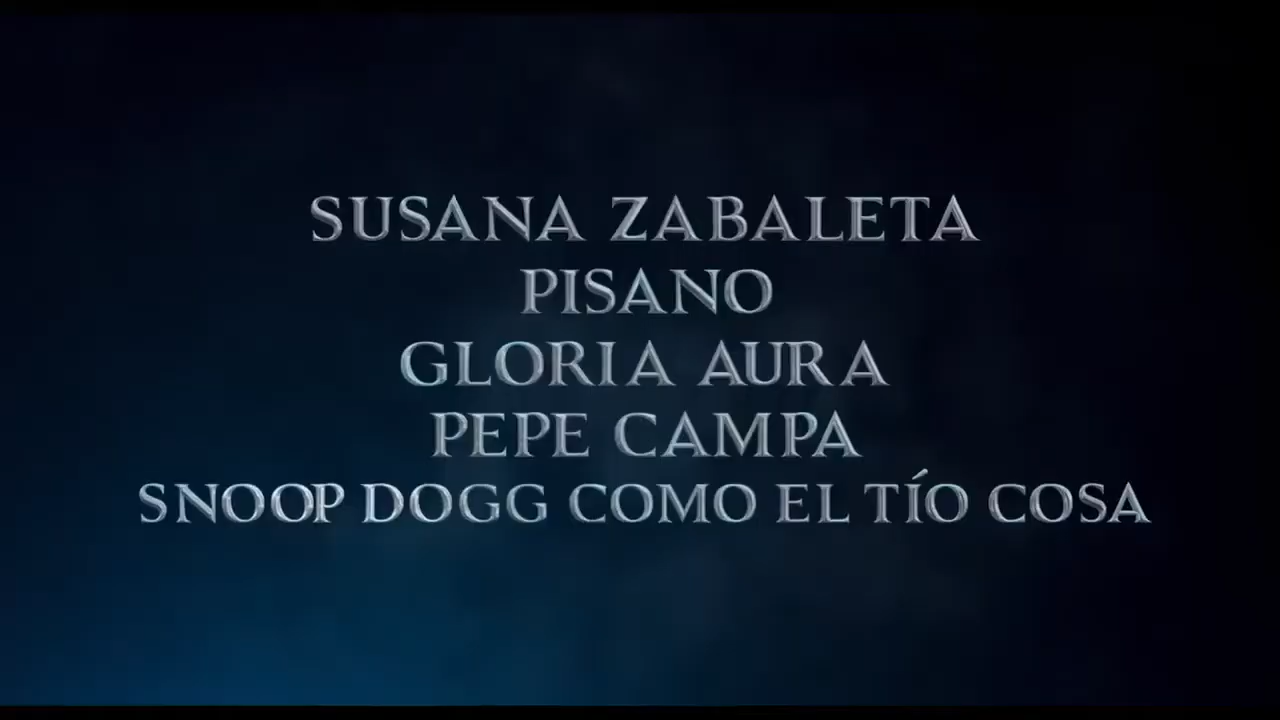 SUSANA ZABALETA
PISANO
GLORIA AURA
PEPE CAMPA
SNOOP DOGG COMO EL TÍO COSA